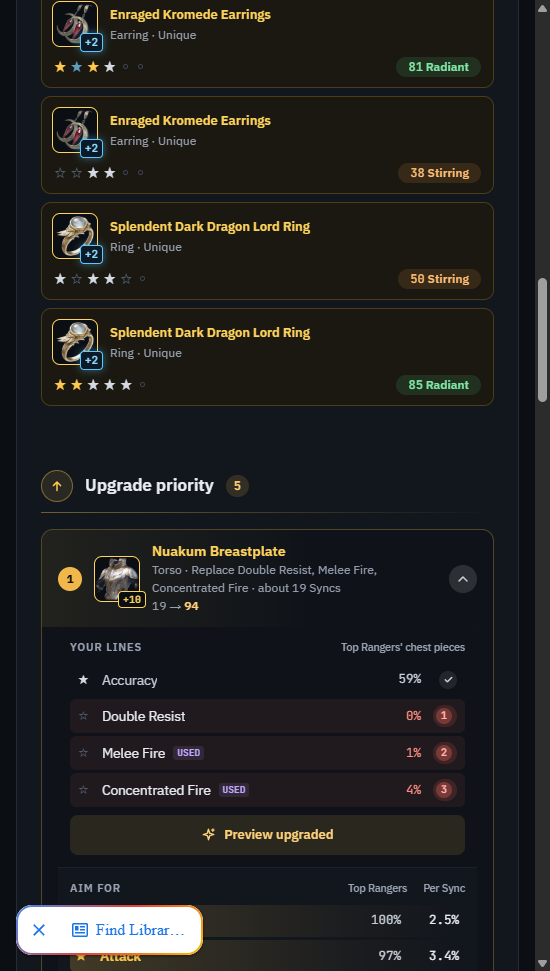 Enraged Kromede Earrings
Earring · Unique
+2
81 Radiant
Enraged Kromede Earrings
Earring · Unique
+2
38 Stirring
Splendent Dark Dragon Lord Ring
Ring · Unique
+2
50 Stirring
Splendent Dark Dragon Lord Ring
Ring · Unique
+2
85 Radiant
Upgrade priority 5
1
Nuakum Breastplate
Torso · Replace Double Resist, Melee Fire,
Concentrated Fire · about 19 Syncs
+10
19 → 94
YOUR LINES Top Rangers' chest pieces
Accuracy 59%
Double Resist 0% 1
Melee Fire USED 1% 2
Concentrated Fire USED 4% 3
Preview upgraded
AIM FOR Top Rangers Per Sync
100% 2.5%
Find Librar...
Attack 97% 3.4%